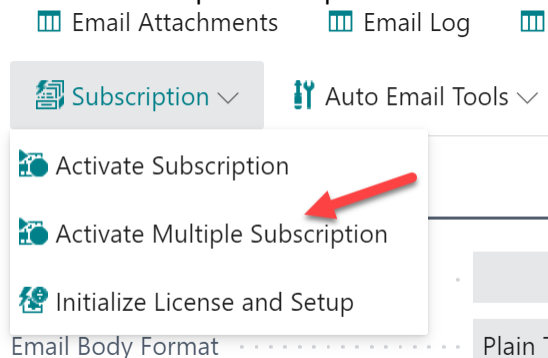 Email Attachments Email Log
Subscription Auto Email Tools
Activate Subscription
Activate Multiple Subscription
Initialize License and Setup
Email Body Format Plain